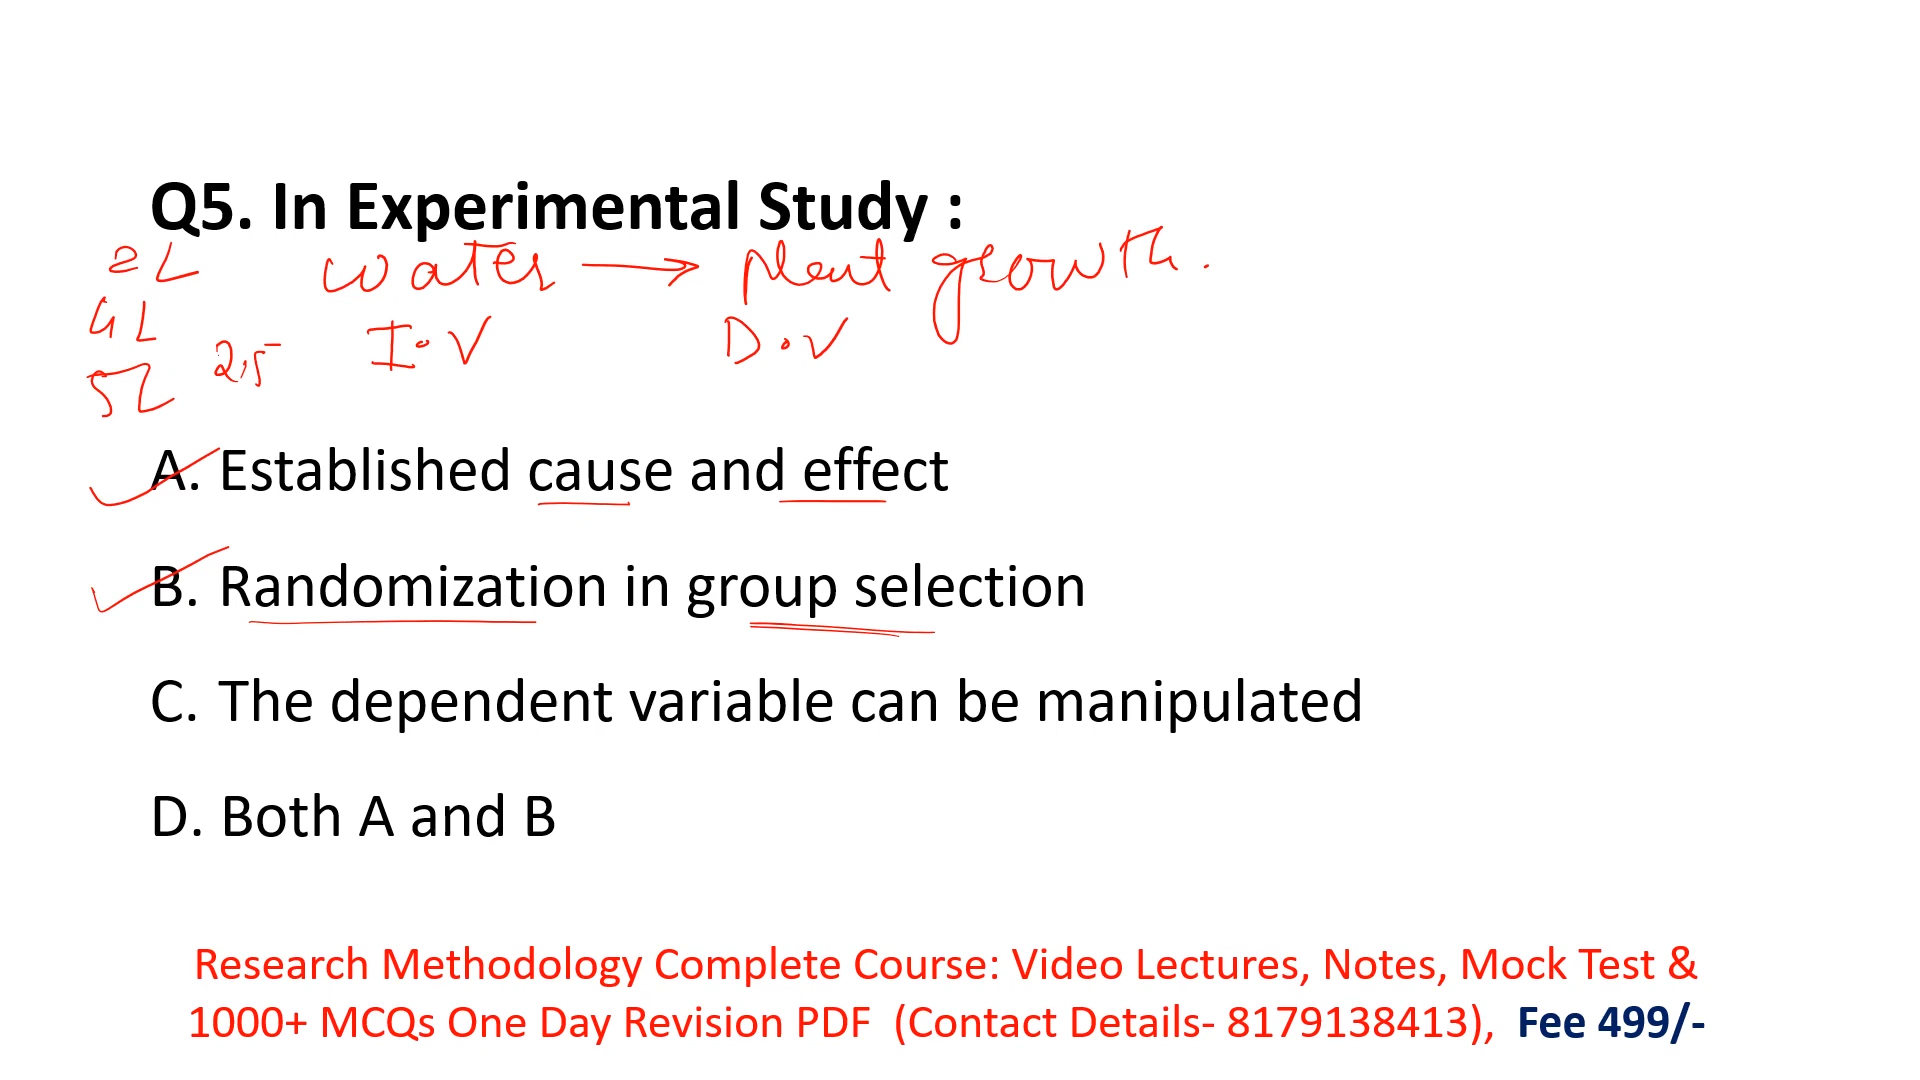 Q5. In Experimental Study :
2L water → plant growth.
4L
I.V D.V
2.5
5L
A. Established cause and effect
B. Randomization in group selection
C. The dependent variable can be manipulated
D. Both A and B
Research Methodology Complete Course: Video Lectures, Notes, Mock Test &
1000+ MCQs One Day Revision PDF (Contact Details- 8179138413), Fee 499/-